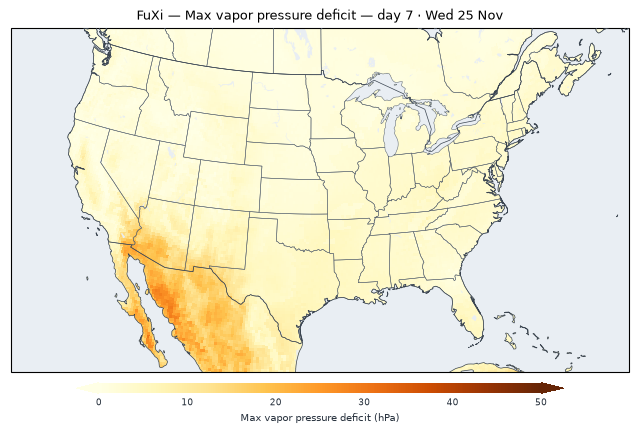 FuXi — Max vapor pressure deficit — day 7 · Wed 25 Nov
0 10 20 30 40 50
Max vapor pressure deficit (hPa)